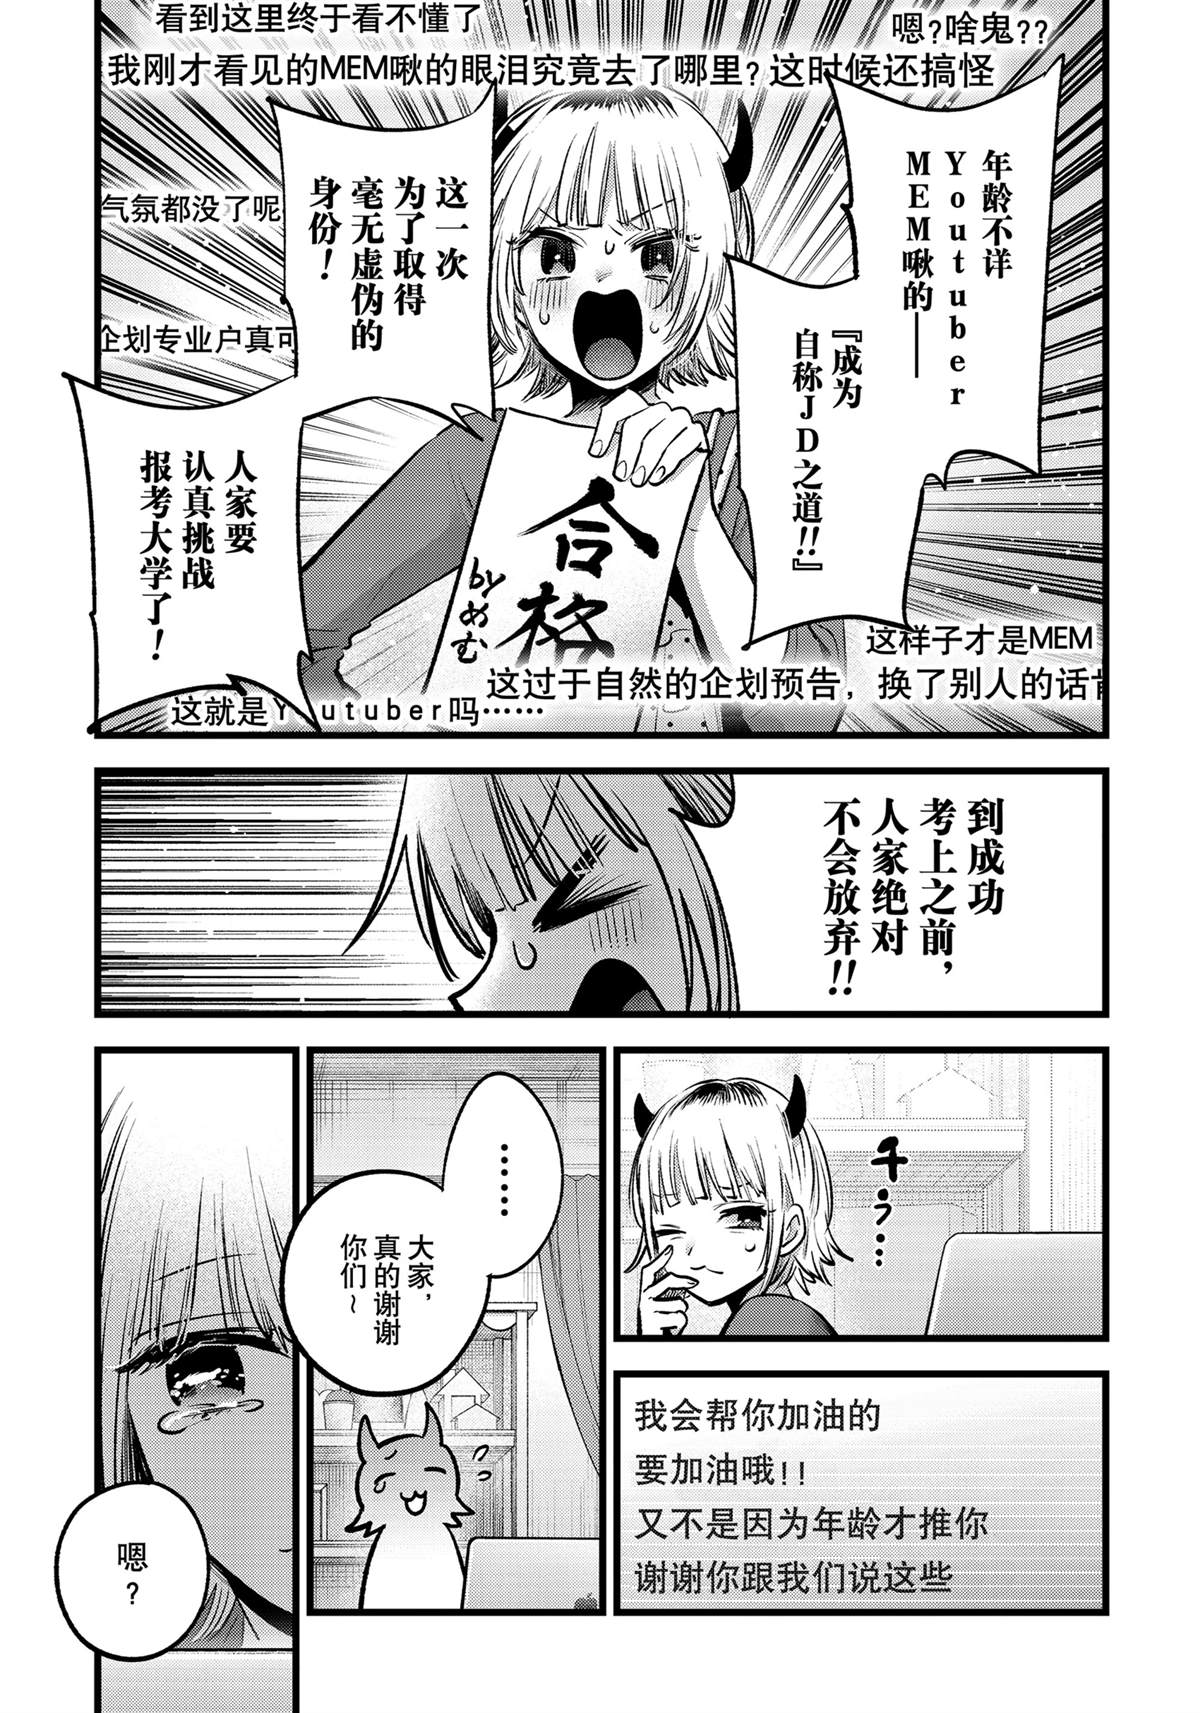 看到这里终于看不懂了
嗯?啥鬼??
我刚才看见的MEM啾的眼泪究竟去了哪里?这时候还搞怪
年龄不详
Youtuber
MEM啾的——
『成为
自称JD之道!!』
这一次
为了取得
毫无虚伪的
身份!
气氛都没了呢
企划专业户真可
人家要
认真挑战
报考大学了!
合格
byめむ
这样子才是MEM
这过于自然的企划预告，换了别人的话肯
这就是Youtuber吗……
到成功
考上之前，
人家绝对
不会放弃!!
チラ…
我会帮你加油的
要加油哦!!
又不是因为年龄才推你
谢谢你跟我们说这些
……
大家，
真的谢谢
你们~
嗯?